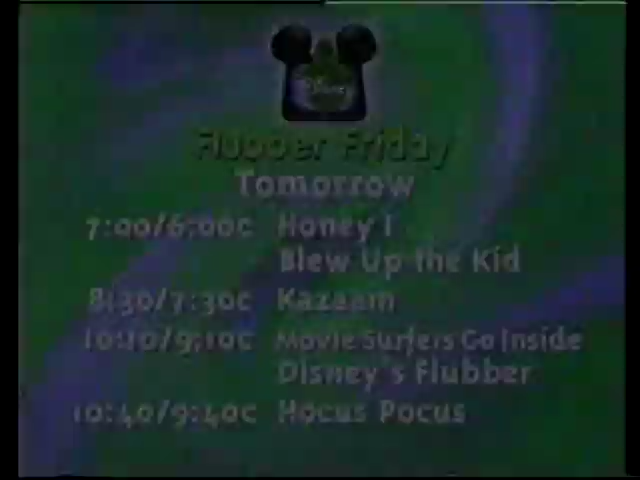 Disney
Flubber Friday
Tomorrow
7:00/6:00c Honey I
Blew Up the Kid
8:30/7:30c Kazaam
10:10/9:10c Movie Surfers Go Inside
Disney's Flubber
10:40/9:40c Hocus Pocus